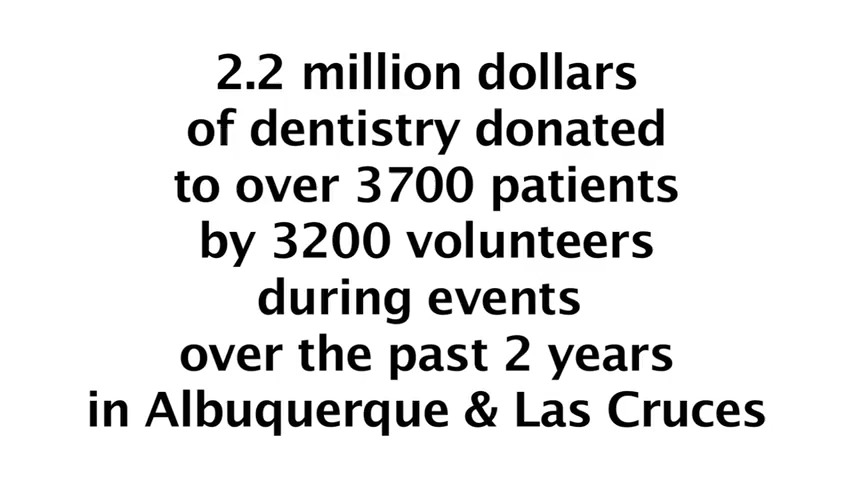 2.2 million dollars
of dentistry donated
to over 3700 patients
by 3200 volunteers
during events
over the past 2 years
in Albuquerque & Las Cruces